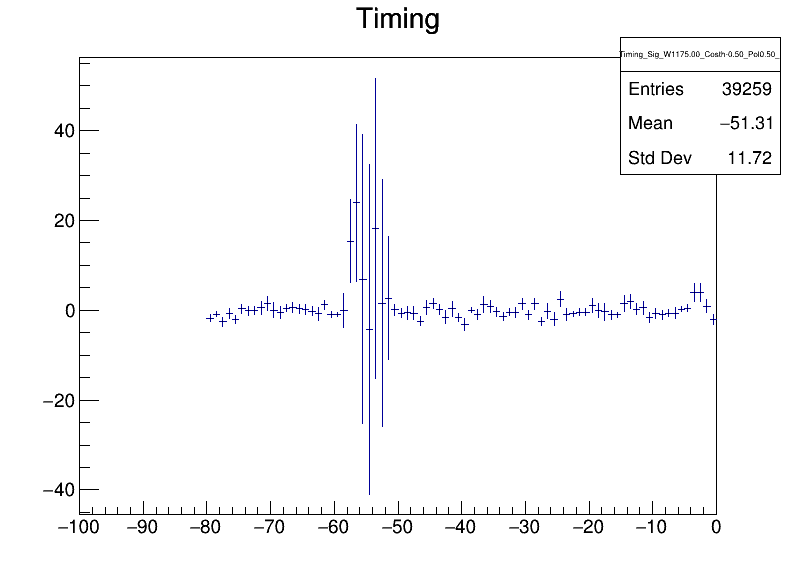 Timing
Timing_Sig_W1175.00_Costh-0.50_Pol0.50_
Entries 39259
Mean −51.31
Std Dev 11.72
40
20
0
−20
−40
−100 −90 −80 −70 −60 −50 −40 −30 −20 −10 0